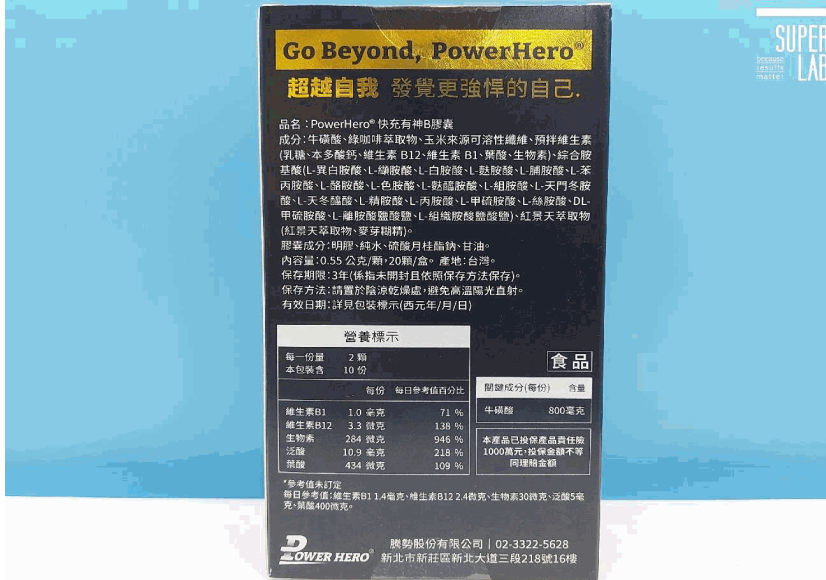 SUPER LAB
because results matter
Go Beyond, PowerHero®
超越自我 發覺更強悍的自己.
品名：PowerHero® 快充有神B膠囊
成分：牛磺酸、綠咖啡萃取物、玉米來源可溶性纖維、預拌維生素
(乳糖、本多酸鈣、維生素 B12、維生素 B1、葉酸、生物素)、綜合胺
基酸(L-異白胺酸、L-纈胺酸、L-白胺酸、L-麩胺酸、L-脯胺酸、L-苯
丙胺酸、L-酪胺酸、L-色胺酸、L-麩醯胺酸、L-組胺酸、L-天門冬胺
酸、L-天冬醯酸、L-精胺酸、L-丙胺酸、L-甲硫胺酸、L-絲胺酸、DL-
甲硫胺酸、L-離胺酸鹽酸鹽、L-組織胺酸鹽酸鹽)、紅景天萃取物
(紅景天萃取物、麥芽糊精)。
膠囊成分：明膠、純水、硫酸月桂酯鈉、甘油。
內容量：0.55 公克/顆，20顆/盒。 產地：台灣。
保存期限：3年(係指未開封且依照保存方法保存)。
保存方法：請置於陰涼乾燥處，避免高溫陽光直射。
有效日期：詳見包裝標示(西元年/月/日)
營養標示
每一份量 2 顆
本包裝含 10 份
每份 每日參考值百分比
維生素B1 1.0 毫克 71 %
維生素B12 3.3 微克 138 %
生物素 284 微克 946 %
泛酸 10.9 毫克 218 %
葉酸 434 微克 109 %
食品
關鍵成分(每份) 含量
牛磺酸 800毫克
本產品已投保產品責任險
1000萬元，投保金額不等
同理賠金額
*參考值未訂定
每日參考值：維生素B1 1.4毫克、維生素B12 2.4微克、生物素30微克、泛酸5毫
克、葉酸400微克。
POWER HERO®
騰勢股份有限公司 | 02-3322-5628
新北市新莊區新北大道三段218號16樓